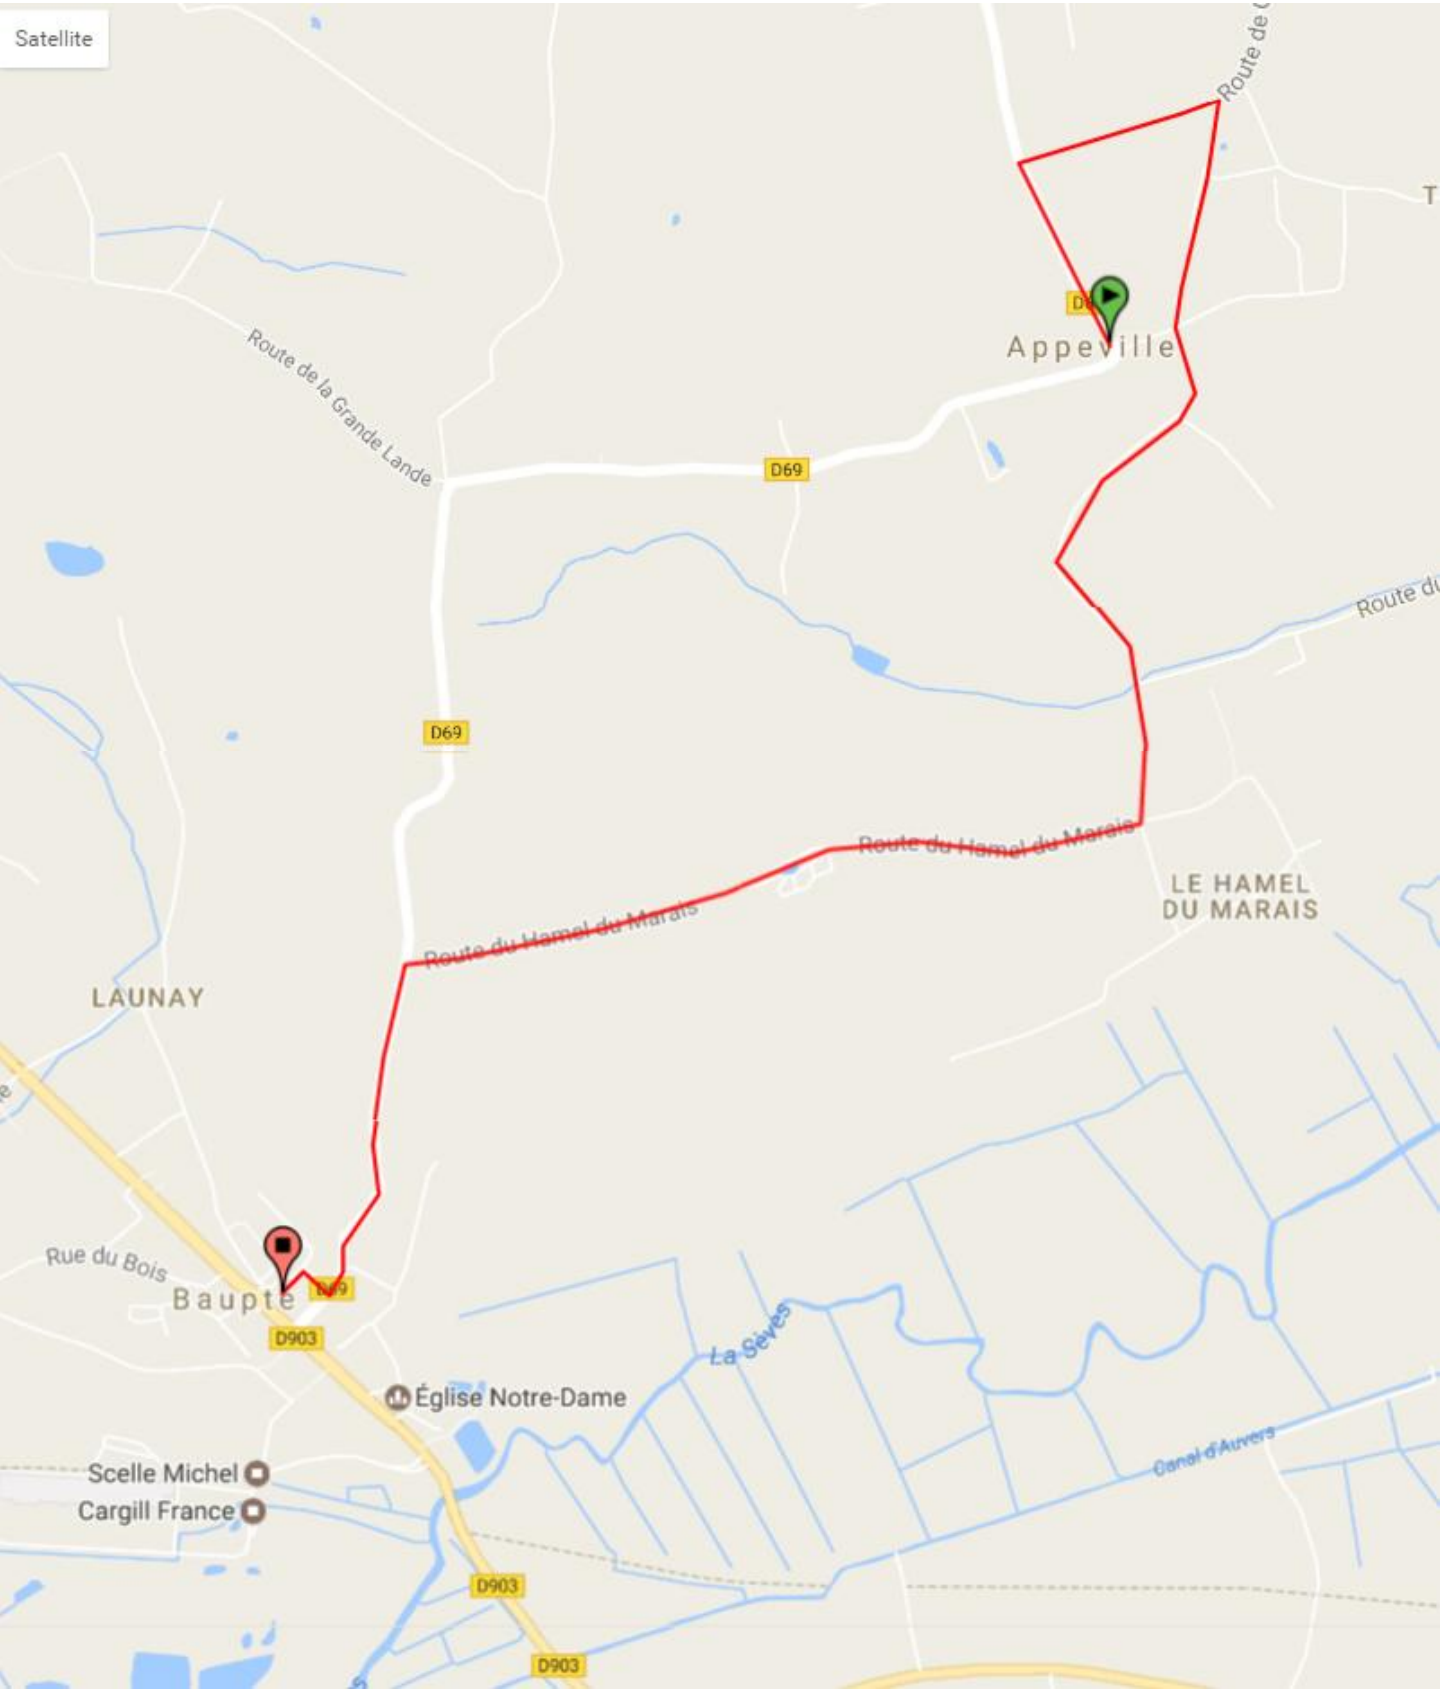 Satellite
Route de
T
D6
Appeville
Route de la Grande Lande
D69
Route du
D69
Route du Hamel du Marais
LE HAMEL
DU MARAIS
Route du Hamel du Marais
LAUNAY
e
Rue du Bois
Baupte
D69
D903
La Sèves
Église Notre-Dame
Canal d'Auvers
Scelle Michel
Cargill France
D903
D903
s